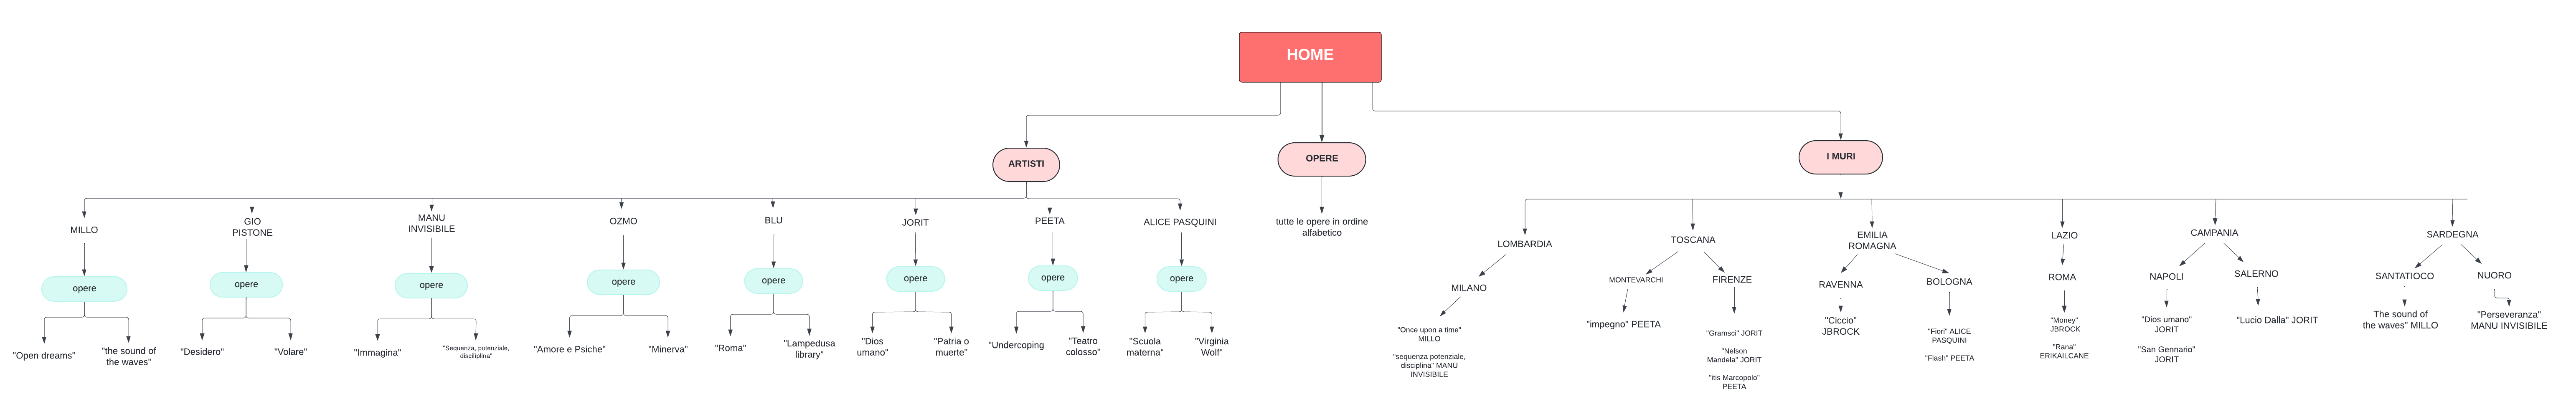 HOME
ARTISTI
OPERE
I MURI
MILLO
opere
"Open dreams"
"the sound of
the waves"
GIO
PISTONE
opere
"Desidero"
"Volare"
MANU
INVISIBILE
opere
"Immagina"
"Sequenza, potenziale,
disciliplina"
OZMO
opere
"Amore e Psiche"
"Minerva"
BLU
opere
"Roma"
"Lampedusa
library"
JORIT
opere
"Dios
umano"
"Patria o
muerte"
PEETA
opere
"Undercoping
"Teatro
colosso"
ALICE PASQUINI
opere
"Scuola
materna"
"Virginia
Wolf"
tutte le opere in ordine
alfabetico
LOMBARDIA
MILANO
"Once upon a time"
MILLO
"sequenza potenziale,
disciplina" MANU
INVISIBILE
TOSCANA
MONTEVARCHI
"impegno" PEETA
FIRENZE
"Gramsci" JORIT
"Nelson
Mandela" JORIT
"itis Marcopolo"
PEETA
EMILIA
ROMAGNA
RAVENNA
"Ciccio"
JBROCK
BOLOGNA
"Fiori" ALICE
PASQUINI
"Flash" PEETA
LAZIO
ROMA
"Money"
JBROCK
"Rana"
ERIKAILCANE
CAMPANIA
NAPOLI
"Dios umano"
JORIT
"San Gennario"
JORIT
SALERNO
"Lucio Dalla" JORIT
SARDEGNA
SANTATIOCO
The sound of
the waves" MILLO
NUORO
"Perseveranza"
MANU INVISIBILE